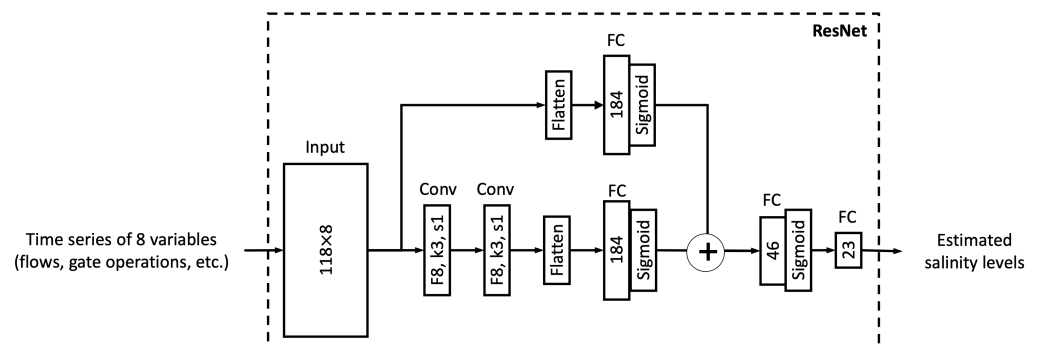 ResNet
FC
Flatten
184
Sigmoid
Input
118×8
Conv
Conv
F8, k3, s1
F8, k3, s1
Flatten
FC
184
Sigmoid
+
FC
46
Sigmoid
FC
23
Time series of 8 variables
(flows, gate operations, etc.)
Estimated
salinity levels